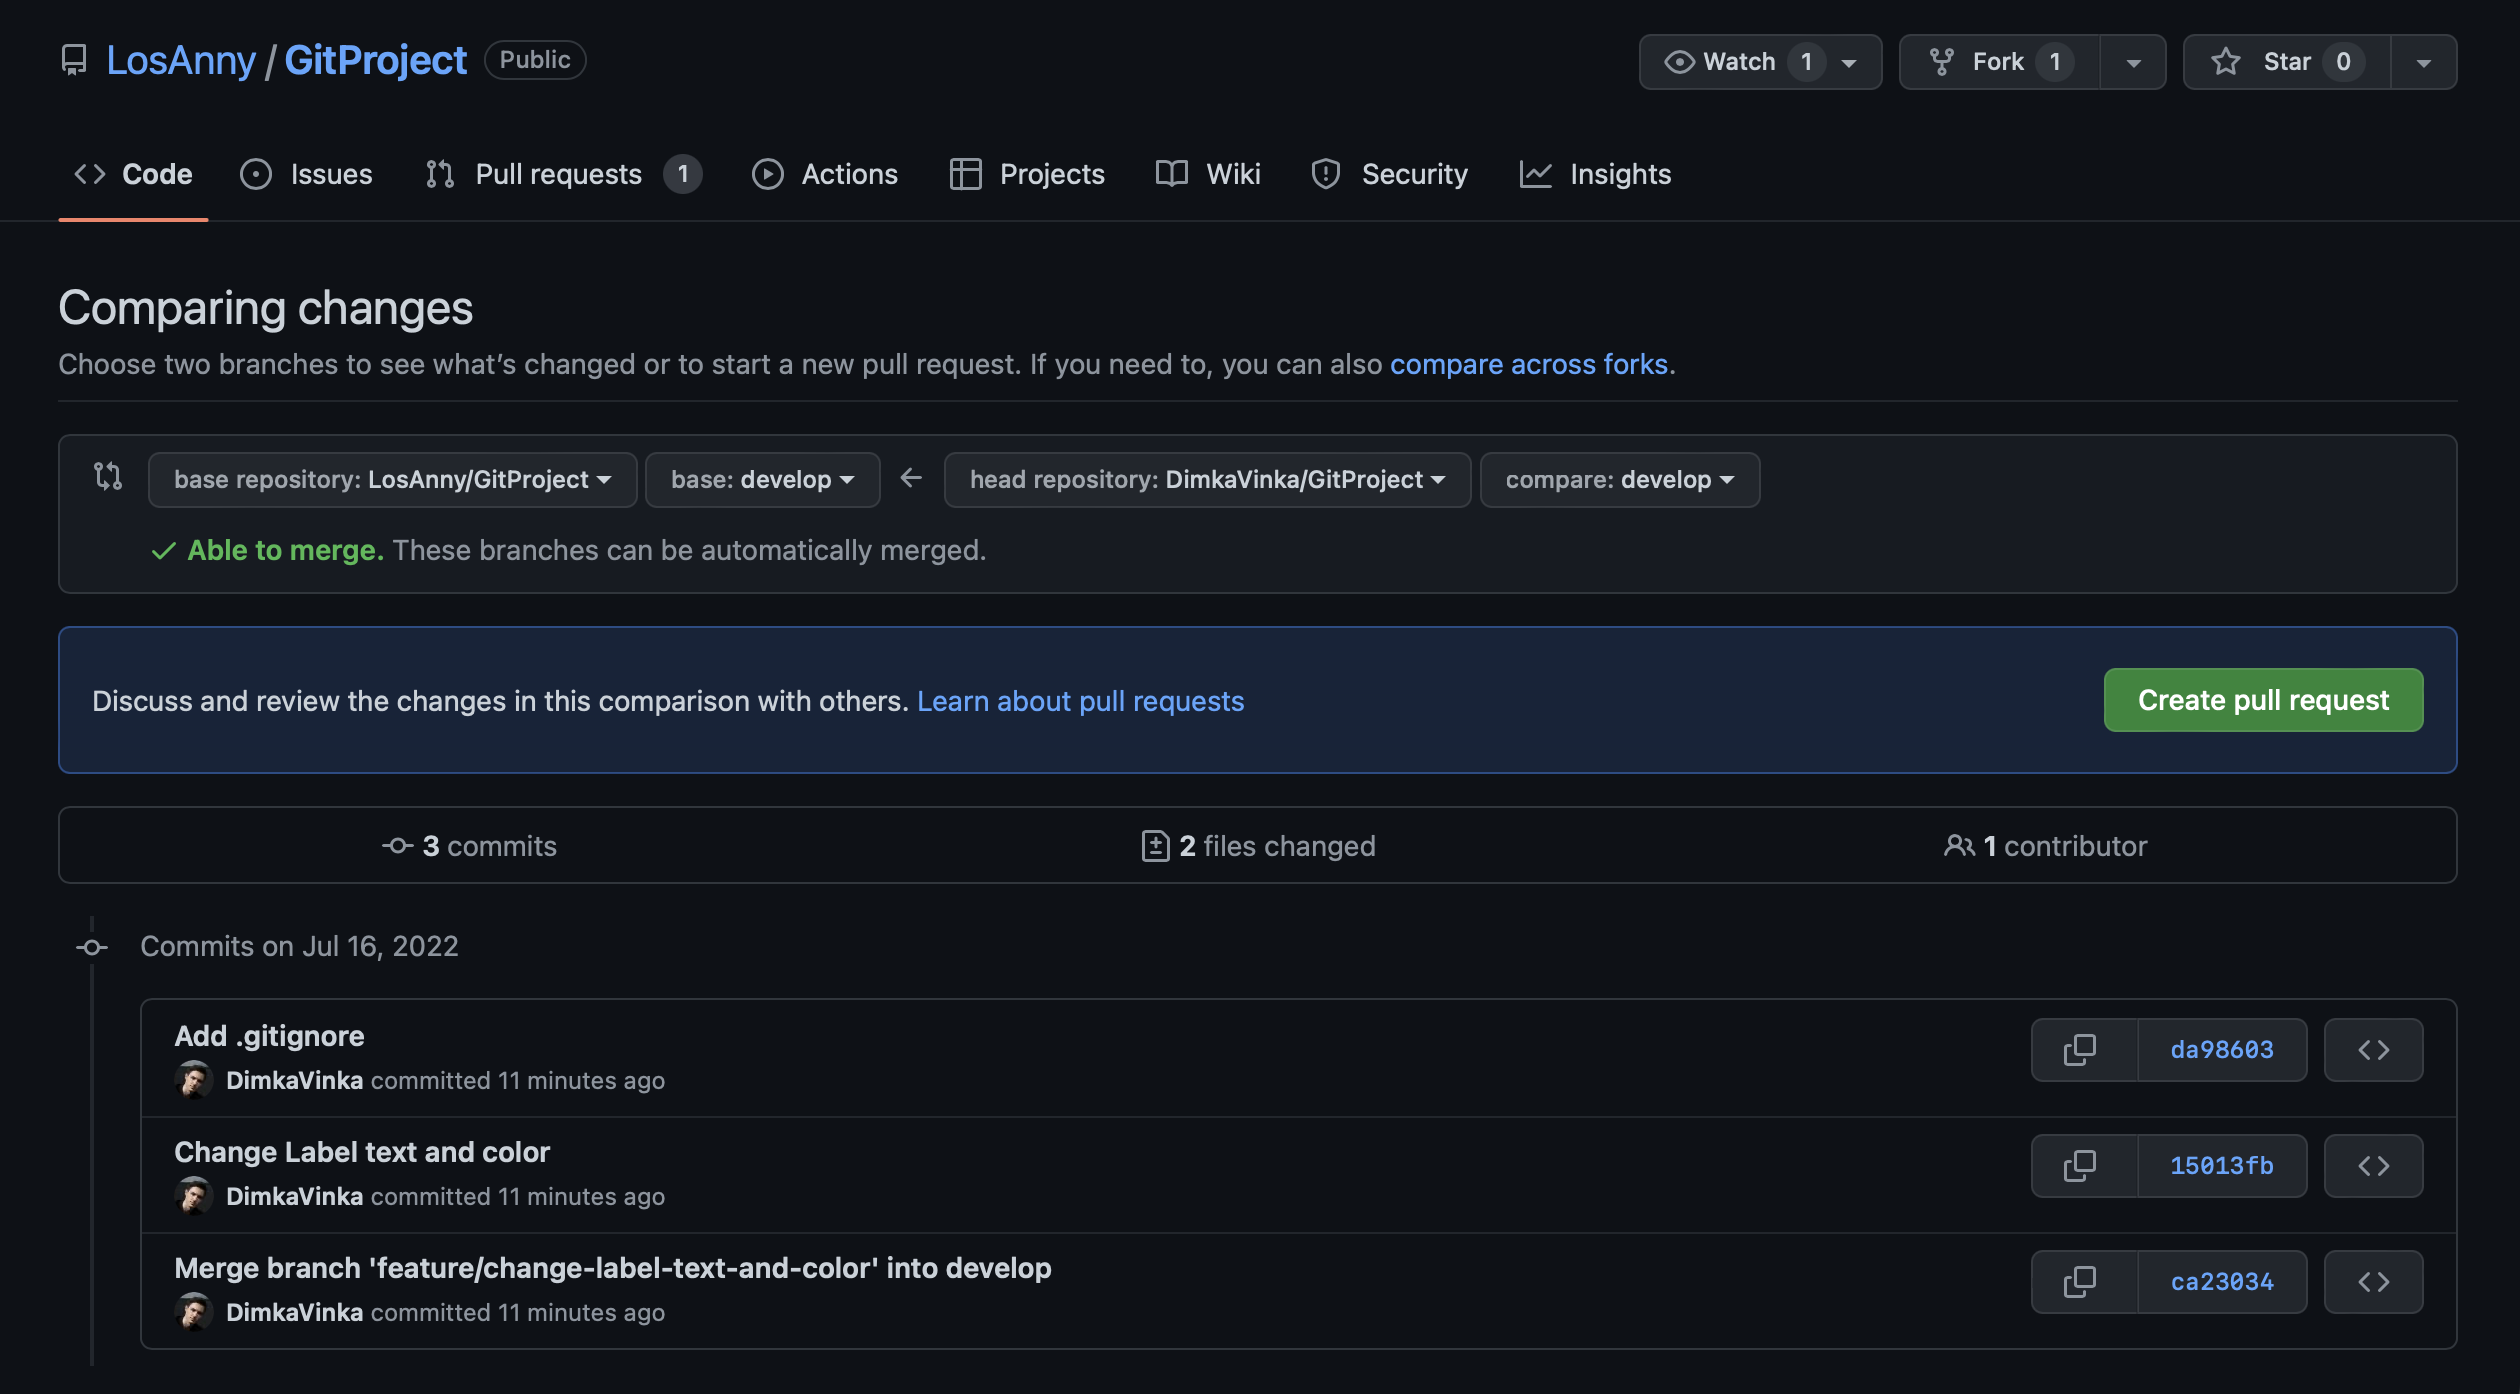 LosAnny / GitProject Public Watch 1 Fork 1 Star 0
Code Issues Pull requests 1 Actions Projects Wiki Security Insights
Comparing changes
Choose two branches to see what’s changed or to start a new pull request. If you need to, you can also compare across forks.
base repository: LosAnny/GitProject base: develop head repository: DimkaVinka/GitProject compare: develop
Able to merge. These branches can be automatically merged.
Discuss and review the changes in this comparison with others. Learn about pull requests Create pull request
3 commits 2 files changed 1 contributor
Commits on Jul 16, 2022
Add .gitignore
DimkaVinka committed 11 minutes ago
da98603
Change Label text and color
DimkaVinka committed 11 minutes ago
15013fb
Merge branch 'feature/change-label-text-and-color' into develop
DimkaVinka committed 11 minutes ago
ca23034